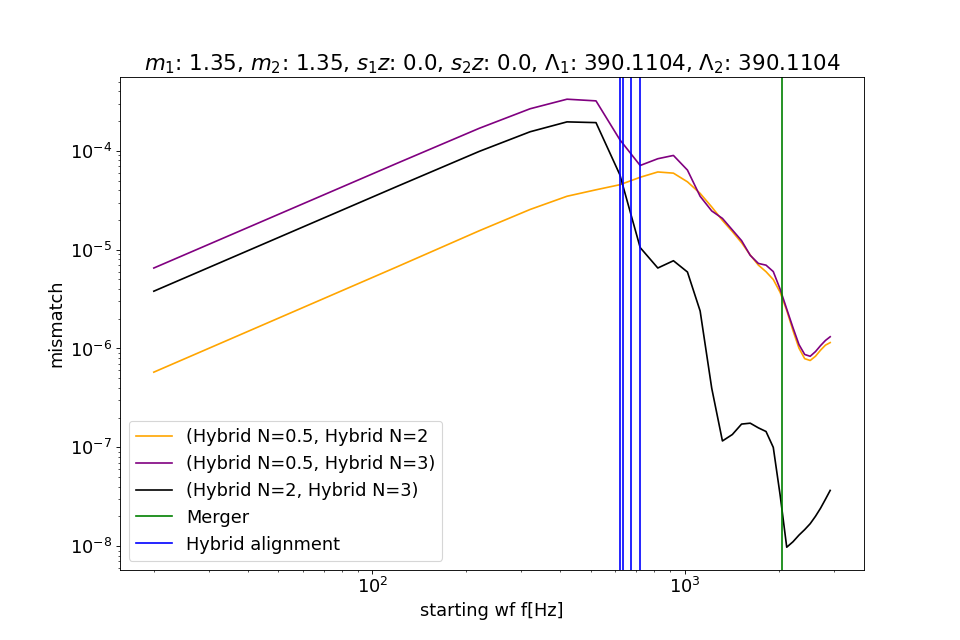 m₁: 1.35, m₂: 1.35, s₁z: 0.0, s₂z: 0.0, Λ₁: 390.1104, Λ₂: 390.1104
10⁻⁴
10⁻⁵
10⁻⁶
10⁻⁷
10⁻⁸
mismatch
(Hybrid N=0.5, Hybrid N=2
(Hybrid N=0.5, Hybrid N=3)
(Hybrid N=2, Hybrid N=3)
Merger
Hybrid alignment
10² 10³
starting wf f[Hz]